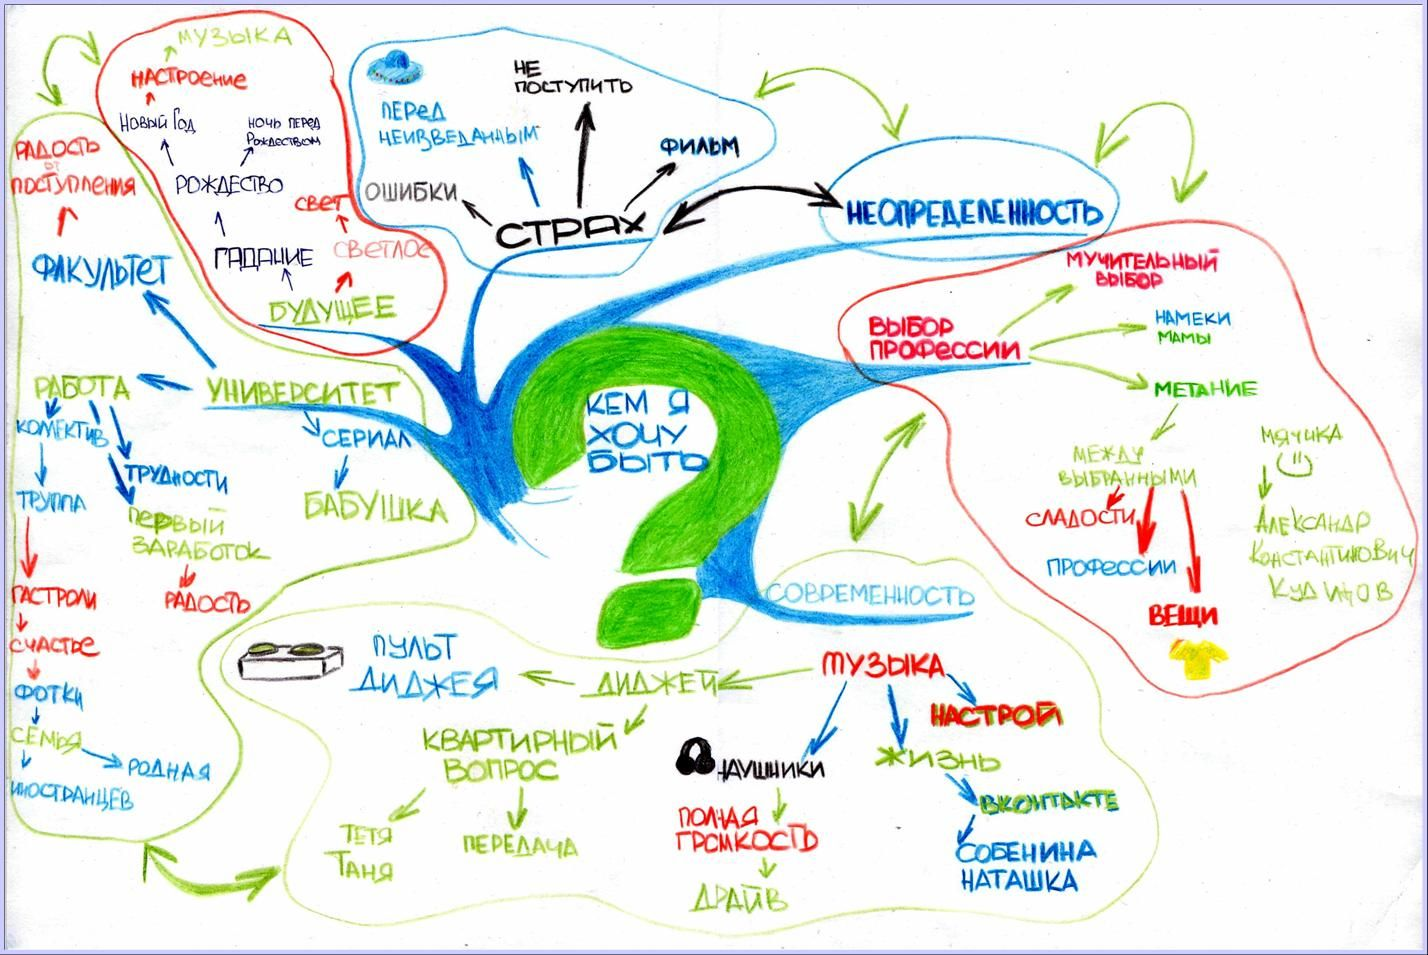 МУЗЫКА
НАСТРОЕНИЕ
НОВЫЙ ГОД
НОЧЬ ПЕРЕД
РОЖДЕСТВОМ
РОЖДЕСТВО
СВЕТ
ГАДАНИЕ
СВЕТЛОЕ
БУДУЩЕЕ
НЕ
ПОСТУПИТЬ
ПЕРЕД
НЕИЗВЕДАННЫМ
ФИЛЬМ
ОШИБКИ
СТРАХ
НЕОПРЕДЕЛЕННОСТЬ
РАДОСТЬ
ОТ
ПОСТУПЛЕНИЯ
ФАКУЛЬТЕТ
РАБОТА
УНИВЕРСИТЕТ
КОЛЕКТИВ
СЕРИАЛ
ТРУДНОСТИ
ТРУППА
БАБУШКА
ПЕРВЫЙ
ЗАРАБОТОК
ГАСТРОЛИ
РАДОСТЬ
СЧАСТЬЕ
ФОТКИ
СЕМЬЯ
РОДНАЯ
ИНОСТРАНЦЕВ
КЕМ Я
ХОЧУ
БЫТЬ
МУЧИТЕЛЬНЫЙ
ВЫБОР
ВЫБОР
ПРОФЕССИИ
НАМЕКИ
МАМЫ
МЕТАНИЕ
МЕЖДУ
ВЫБРАННЫМИ
СЛАДОСТИ
ПРОФЕССИИ
ВЕЩИ
МЯЧИКА
АЛЕКСАНДР
КОНСТАНТИНОВИЧ
СОВРЕМЕННОСТЬ
МУЗЫКА
НАСТРОЙ
ДИДЖЕЙ
ПУЛЬТ
ДИДЖЕЯ
КВАРТИРНЫЙ
ВОПРОС
ТЕТЯ
ТАНЯ
ПЕРЕДАЧА
НАУШНИКИ
ПОЛНАЯ
ГРОМКОСТЬ
ДРАЙВ
ЖИЗНЬ
ВКОНТАКТЕ
СОБЕНИНА
НАТАШКА